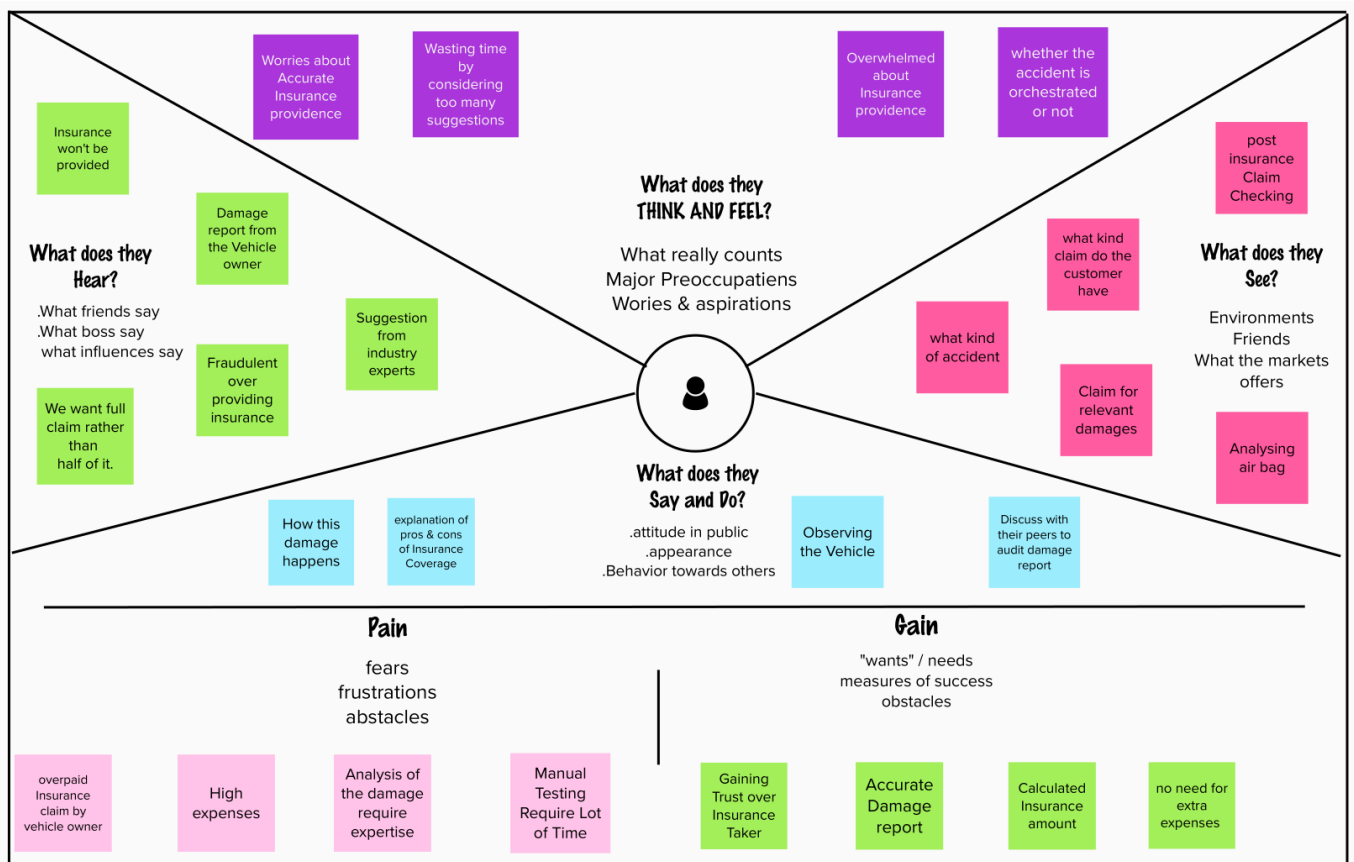 Worries about
Accurate
Insurance
providence
Wasting time
by
considering
too many
suggestions
Overwhelmed
about
Insurance
providence
whether the
accident is
orchestrated
or not
What does they
THINK AND FEEL?
What really counts
Major Preoccupatiens
Wories & aspirations
Insurance
won't be
provided
Damage
report from
the Vehicle
owner
What does they
Hear?
.What friends say
.What boss say
what influences say
Suggestion
from
industry
experts
Fraudulent
over
providing
insurance
We want full
claim rather
than
half of it.
post
insurance
Claim
Checking
what kind
claim do the
customer
have
What does they
See?
Environments
Friends
What the markets
offers
what kind
of accident
Claim for
relevant
damages
Analysing
air bag
What does they
Say and Do?
.attitude in public
.appearance
.Behavior towards others
How this
damage
happens
explanation of
pros & cons
of Insurance
Coverage
Observing
the Vehicle
Discuss with
their peers to
audit damage
report
Pain
fears
frustrations
abstacles
overpaid
Insurance
claim by
vehicle owner
High
expenses
Analysis of
the damage
require
expertise
Manual
Testing
Require Lot
of Time
Gain
"wants" / needs
measures of success
obstacles
Gaining
Trust over
Insurance
Taker
Accurate
Damage
report
Calculated
Insurance
amount
no need for
extra
expenses